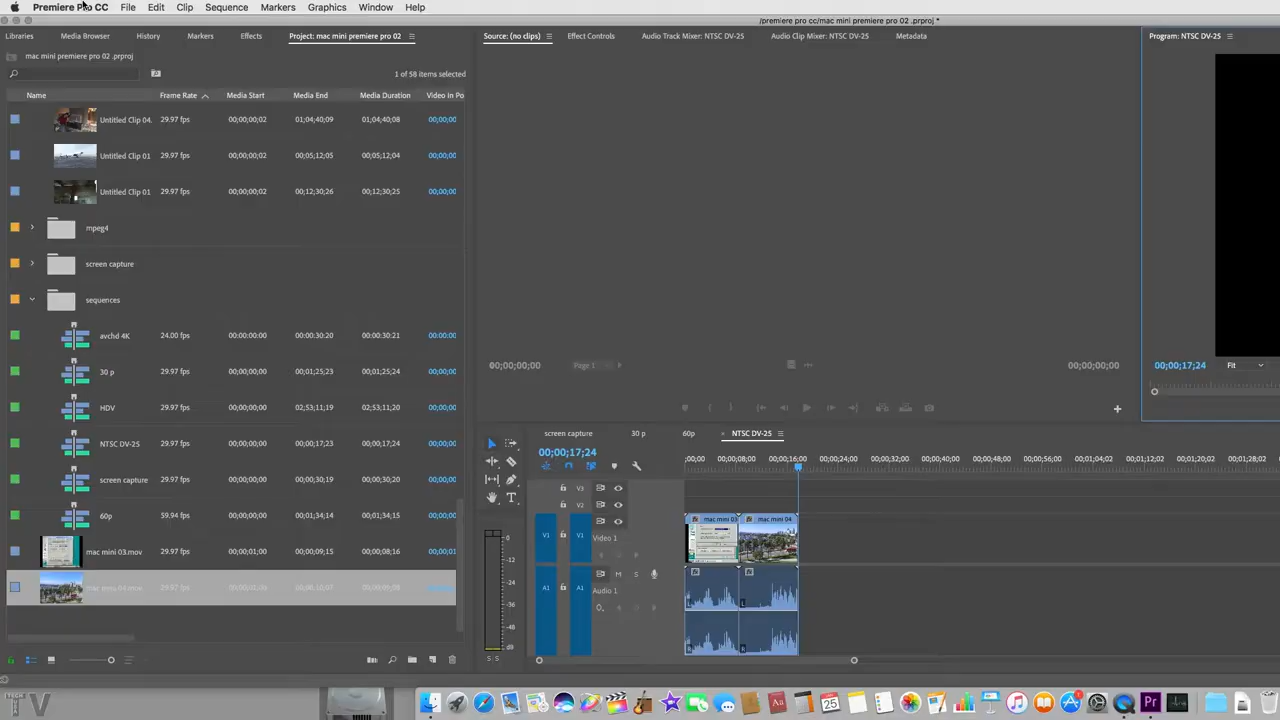 Premiere Pro CC File Edit Clip Sequence Markers Graphics Window Help
/premiere pro cc/mac mini premiere pro 02 .prproj *
Libraries Media Browser History Markers Effects Project: mac mini premiere pro 02
Source: (no clips) Effect Controls Audio Track Mixer: NTSC DV-25 Audio Clip Mixer: NTSC DV-25 Metadata
Program: NTSC DV-25
mac mini premiere pro 02 .prproj
1 of 58 items selected
Name Frame Rate Media Start Media End Media Duration Video In Po
Untitled Clip 04. 29.97 fps 00;00;00;02 01;04;40;09 01;04;40;08 00;00;00
Untitled Clip 01 29.97 fps 00;00;00;02 00;05;12;05 00;05;12;04 00;00;00
Untitled Clip 01 29.97 fps 00;00;00;02 00;12;30;26 00;12;30;25 00;00;00
mpeg4
screen capture
sequences
avchd 4K 24.00 fps 00:00:00:00 00:00:30:20 00:00:30:21 00:00:00
30 p 29.97 fps 00;00;00;00 00;01;25;23 00;01;25;24 00;00;00
HDV 29.97 fps 00;00;00;00 02;53;11;19 02;53;11;20 00;00;00
NTSC DV-25 29.97 fps 00;00;00;00 00;00;17;23 00;00;17;24 00;00;00
screen capture 29.97 fps 00;00;00;00 00;00;30;19 00;00;30;20 00;00;00
60p 59.94 fps 00;00;00;00 00;01;34;14 00;01;34;15 00;00;00
mac mini 03.mov 29.97 fps 00;00;01;00 00;00;09;15 00;00;08;16 00;00;01
00;00;00;00 Page 1 00;00;00;00
00;00;17;24 Fit
screen capture 30 p 60p × NTSC DV-25
00;00;17;24
;00;00 00;00;08;00 00;00;16;00 00;00;24;00 00;00;32;00 00;00;40;00 00;00;48;00 00;00;56;00 00;01;04;02 00;01;12;02 00;01;20;02 00;01;28;02
V3
V2
mac mini 03 mac mini 04
V1 V1 Video 1
A1 A1 M S
Audio 1
L L
R R
0
-6
-12
-18
-24
-30
-36
-42
-48
dB
S S
TECH
TV
25
Pr